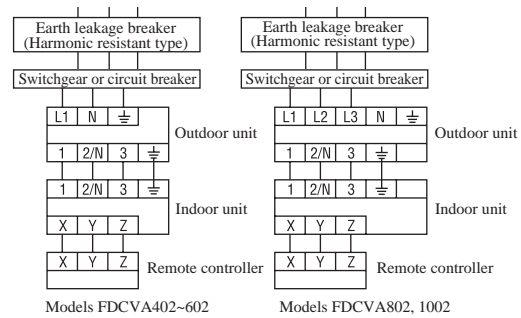 Earth leakage breaker
(Harmonic resistant type)
Switchgear or circuit breaker
L1 N ⏚
Outdoor unit
1 2/N 3 ⏚
1 2/N 3 ⏚
Indoor unit
X Y Z
X Y Z
Remote controller
Models FDCVA402~602
Earth leakage breaker
(Harmonic resistant type)
Switchgear or circuit breaker
L1 L2 L3 N ⏚
Outdoor unit
1 2/N 3 ⏚
1 2/N 3 ⏚
Indoor unit
X Y Z
X Y Z
Remote controller
Models FDCVA802, 1002